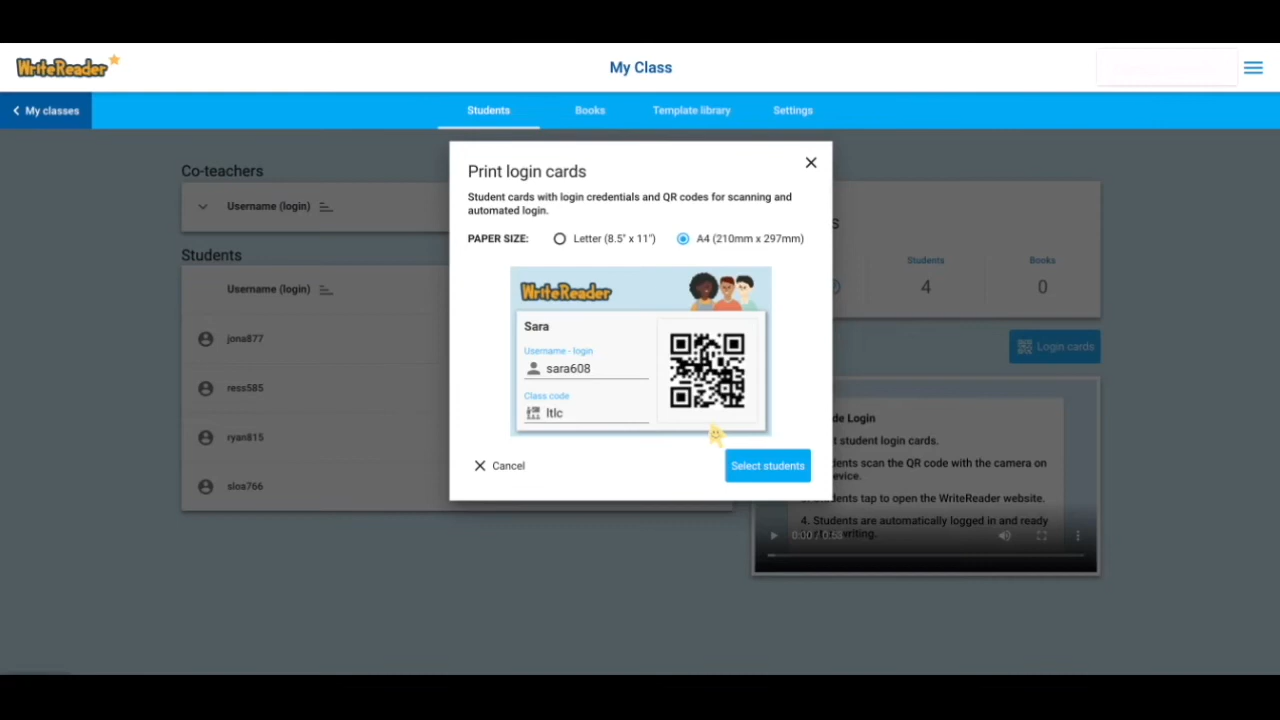 WriteReader
My Class
My classes
Students
Books
Template library
Settings
Co-teachers
Username (login)
Students
Username (login)
jona877
ress585
ryan815
sloa766
Print login cards
Student cards with login credentials and QR codes for scanning and
automated login.
PAPER SIZE:
Letter (8.5" x 11")
A4 (210mm x 297mm)
WriteReader
Sara
Username - login
sara608
Class code
ltlc
Cancel
Select students
Students
4
Books
0
Login cards
Login
student login cards.
scan the QR code with the camera on
tap to open the WriteReader website.
4. Students are automatically logged in and ready
writing.